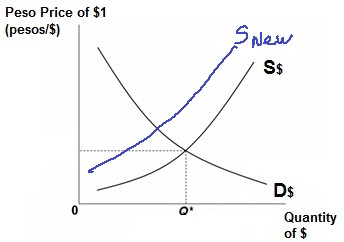 Peso Price of $1
(pesos/$)
S New
S$
D$
0
Q*
Quantity
of $